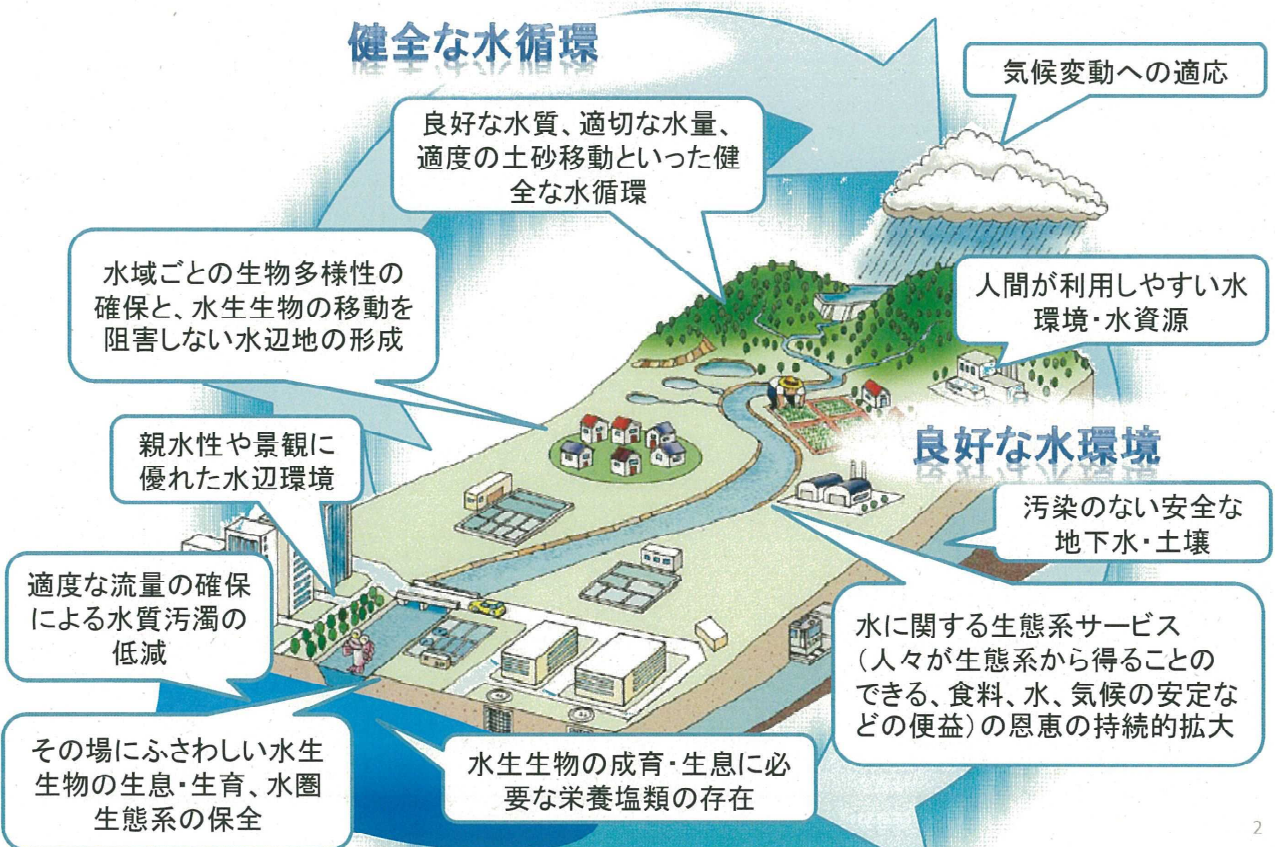 健全な水循環
気候変動への適応
良好な水質、適切な水量、
適度の土砂移動といった健
全な水循環
水域ごとの生物多様性の
確保と、水生生物の移動を
阻害しない水辺地の形成
人間が利用しやすい水
環境・水資源
親水性や景観に
優れた水辺環境
良好な水環境
汚染のない安全な
地下水・土壌
適度な流量の確保
による水質汚濁の
低減
水に関する生態系サービス
（人々が生態系から得ることの
できる、食料、水、気候の安定な
どの便益）の恩恵の持続的拡大
その場にふさわしい水生
生物の生息・生育、水圏
生態系の保全
水生生物の成育・生息に必
要な栄養塩類の存在
2